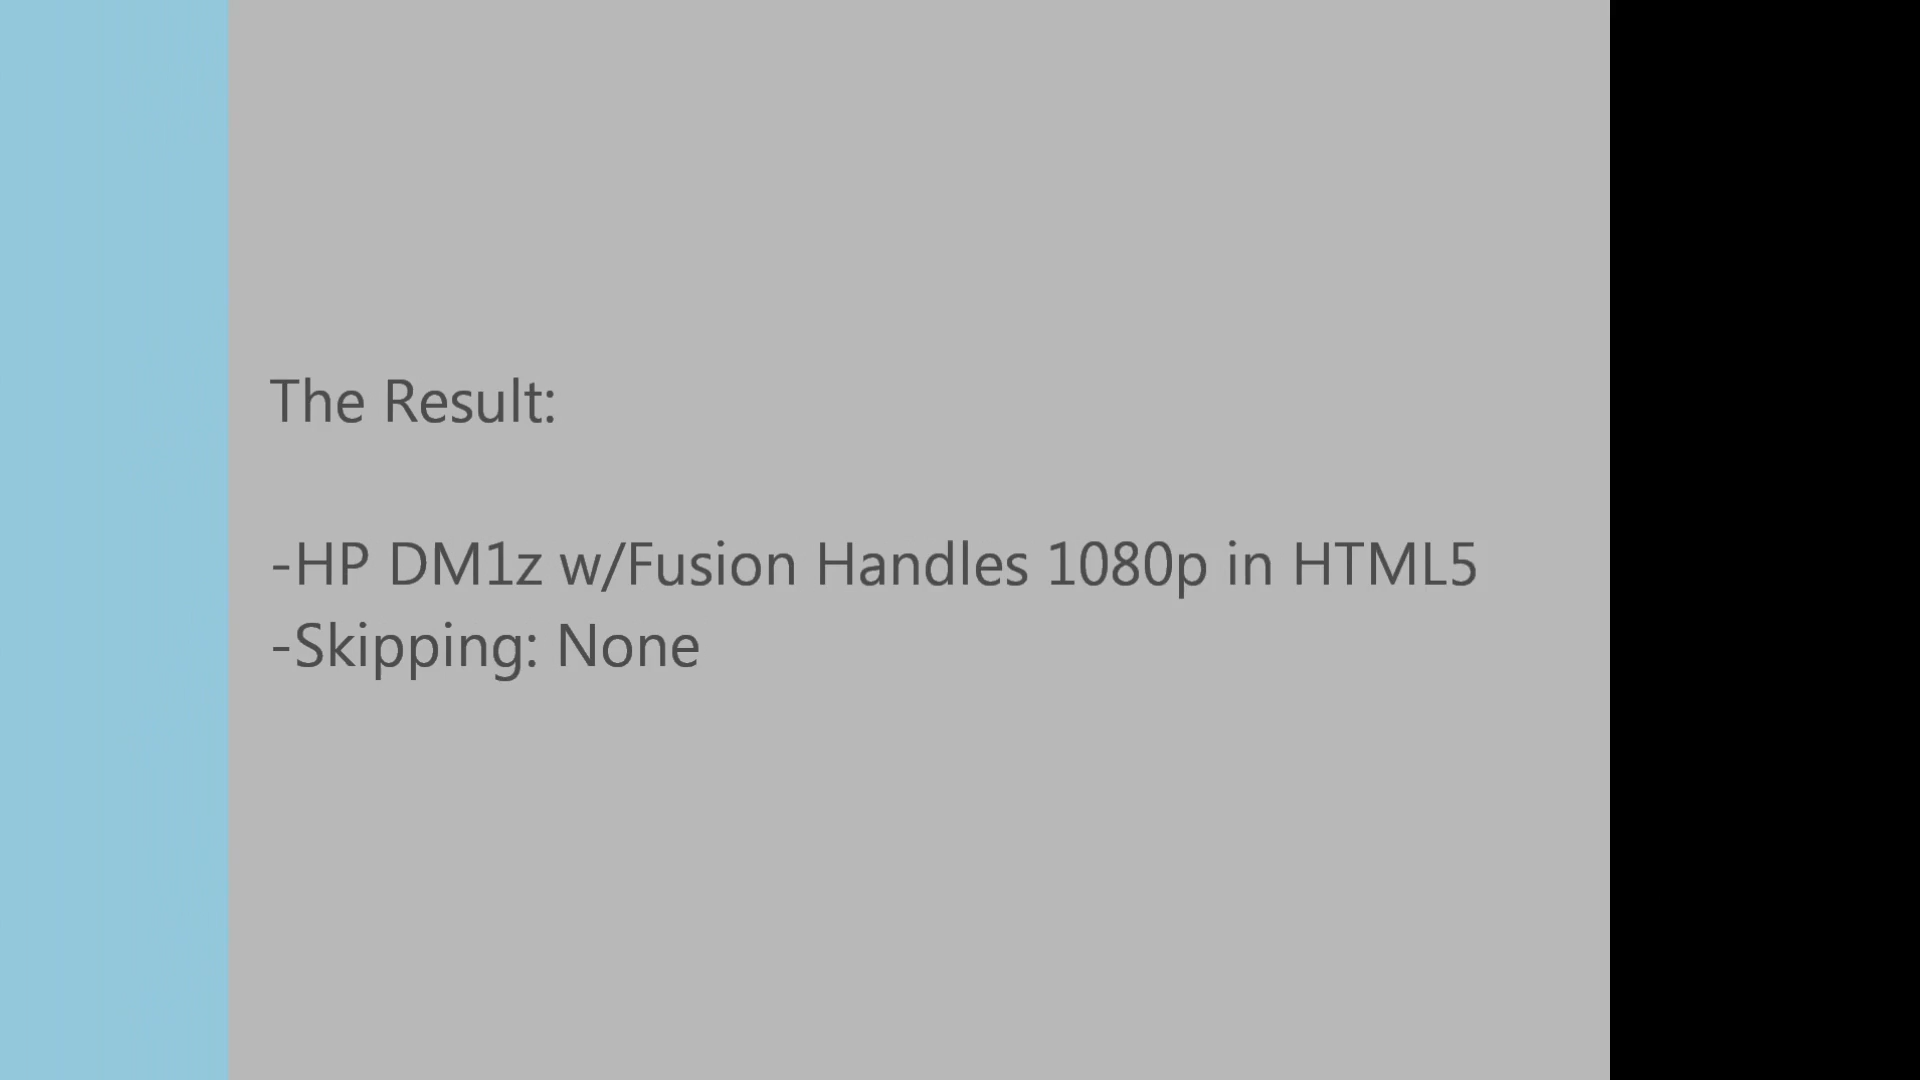 The Result:
-HP DM1z w/Fusion Handles 1080p in HTML5
-Skipping: None